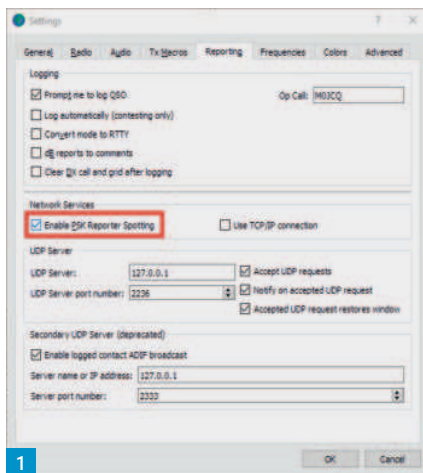 Settings ? X
General Radio Audio Tx Macros Reporting Frequencies Colors Advanced
Logging
Prompt me to log QSO Op Call: M0JCQ
Log automatically (contesting only)
Convert mode to RTTY
dB reports to comments
Clear DX call and grid after logging
Network Services
Enable PSK Reporter Spotting Use TCP/IP connection
UDP Server
UDP Server: 127.0.0.1 Accept UDP requests
UDP Server port number: 2236 Notify on accepted UDP request
Accepted UDP request restores window
Secondary UDP Server (deprecated)
Enable logged contact ADIF broadcast
Server name or IP address: 127.0.0.1
Server port number: 2333
OK Cancel
1